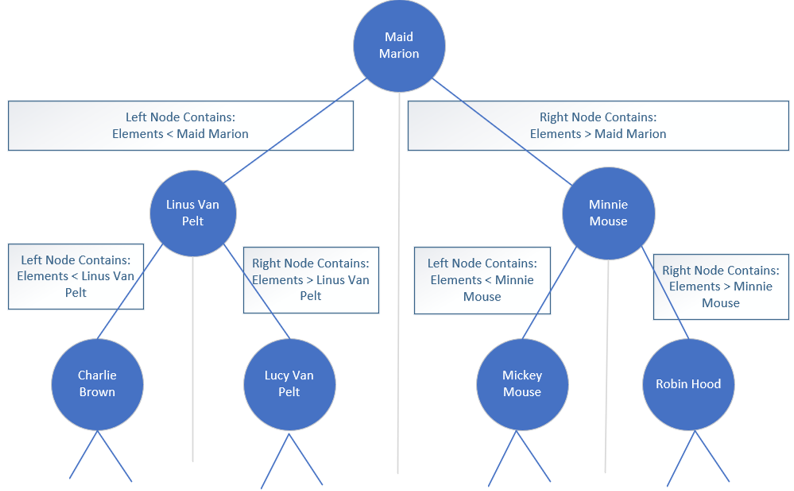 Maid
Marion
Left Node Contains:
Elements < Maid Marion
Right Node Contains:
Elements > Maid Marion
Linus Van
Pelt
Minnie
Mouse
Left Node Contains:
Elements < Linus Van
Pelt
Right Node Contains:
Elements > Linus Van
Pelt
Left Node Contains:
Elements < Minnie
Mouse
Right Node Contains:
Elements > Minnie
Mouse
Charlie
Brown
Lucy Van
Pelt
Mickey
Mouse
Robin Hood